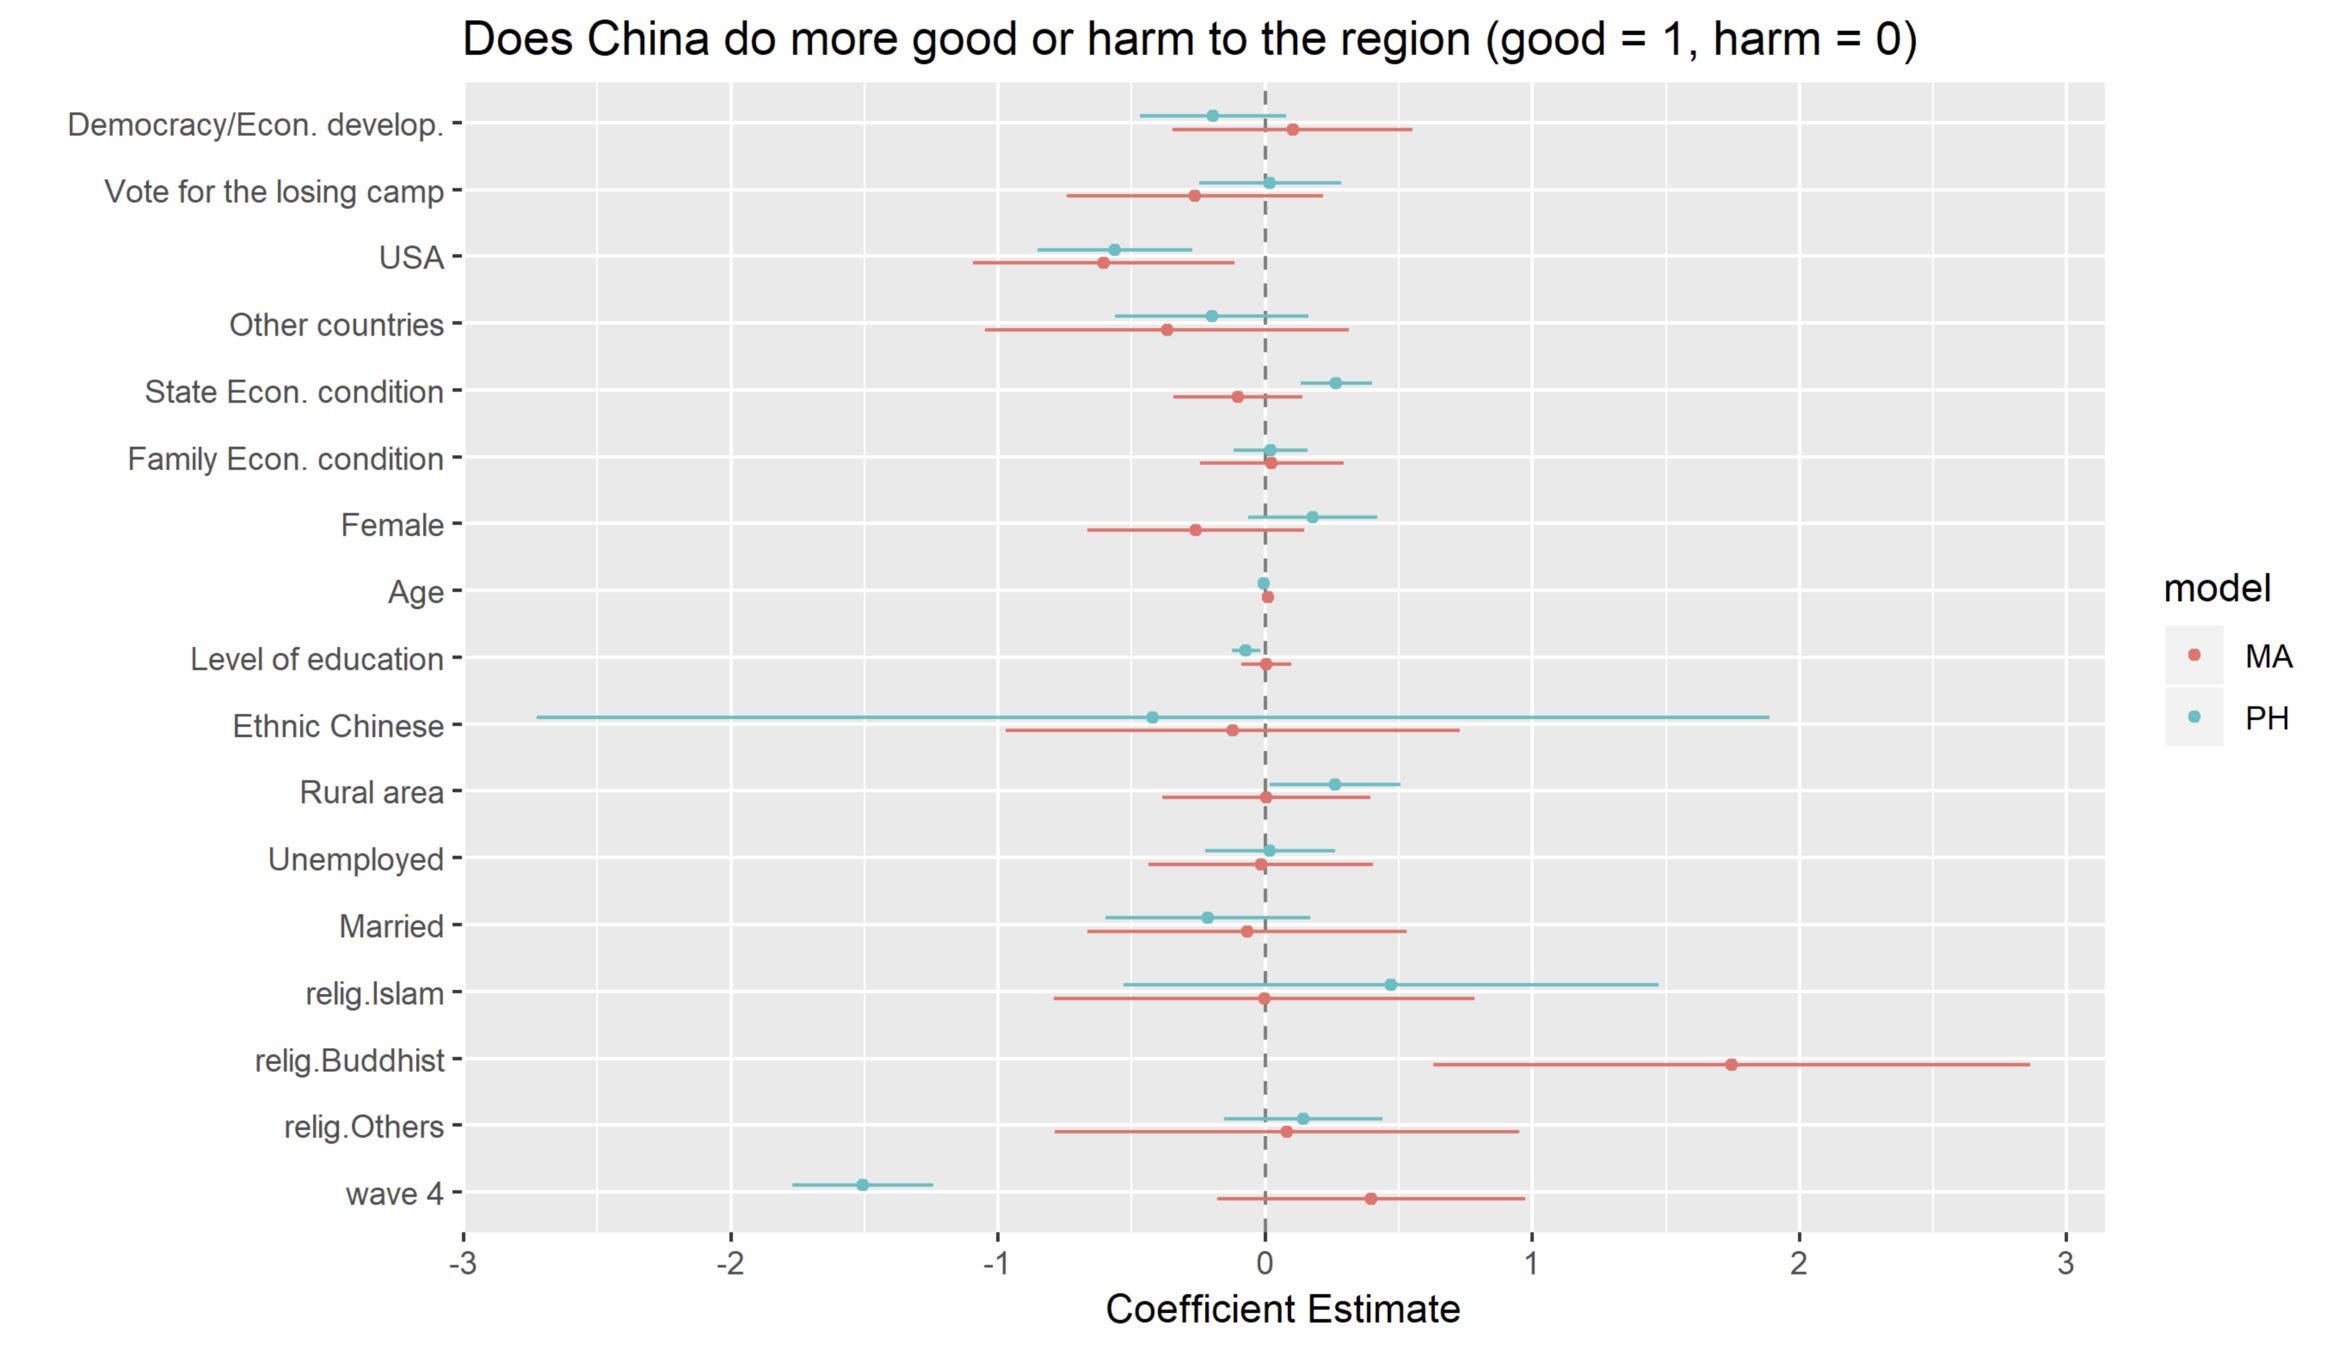 Does China do more good or harm to the region (good = 1, harm = 0)
Democracy/Econ. develop.
Vote for the losing camp
USA
Other countries
State Econ. condition
Family Econ. condition
Female
Age
Level of education
Ethnic Chinese
Rural area
Unemployed
Married
relig.Islam
relig.Buddhist
relig.Others
wave 4
-3 -2 -1 0 1 2 3
Coefficient Estimate
model
MA
PH